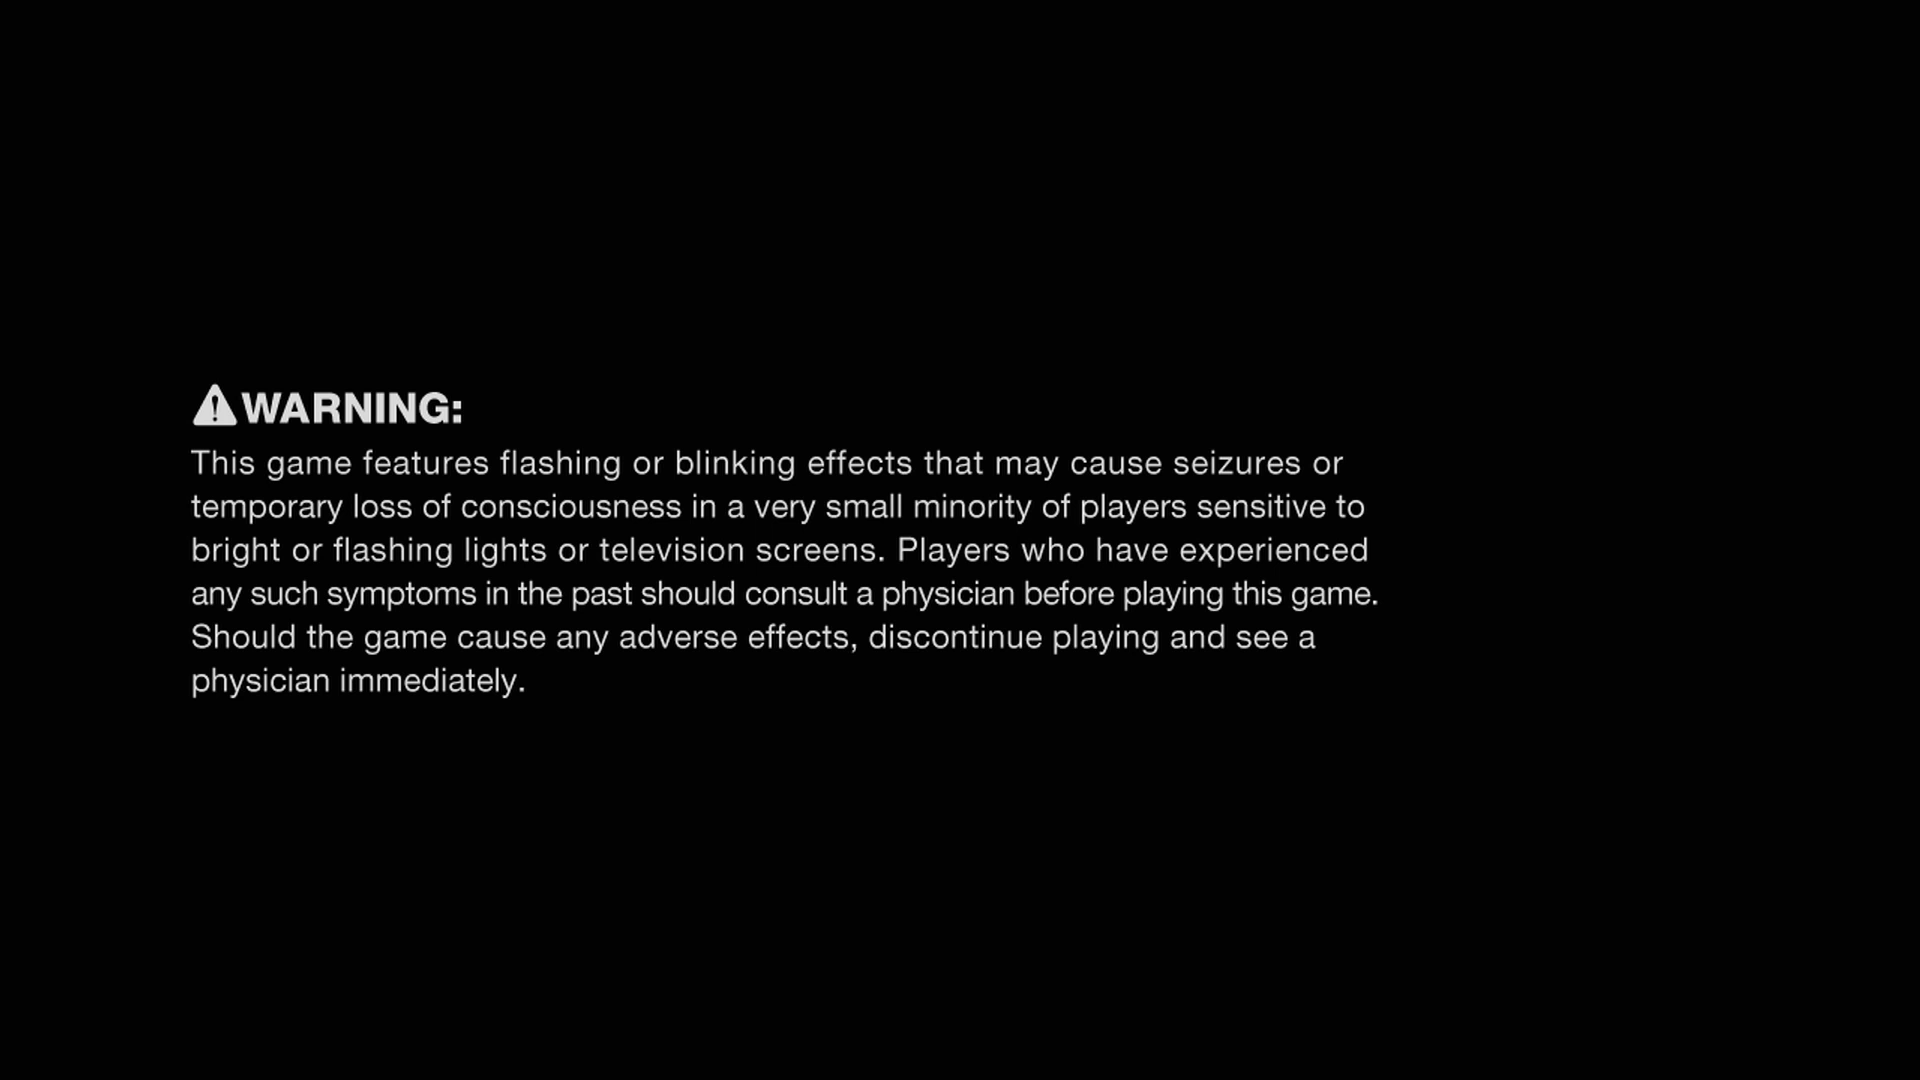 ⚠WARNING:
This game features flashing or blinking effects that may cause seizures or
temporary loss of consciousness in a very small minority of players sensitive to
bright or flashing lights or television screens. Players who have experienced
any such symptoms in the past should consult a physician before playing this game.
Should the game cause any adverse effects, discontinue playing and see a
physician immediately.